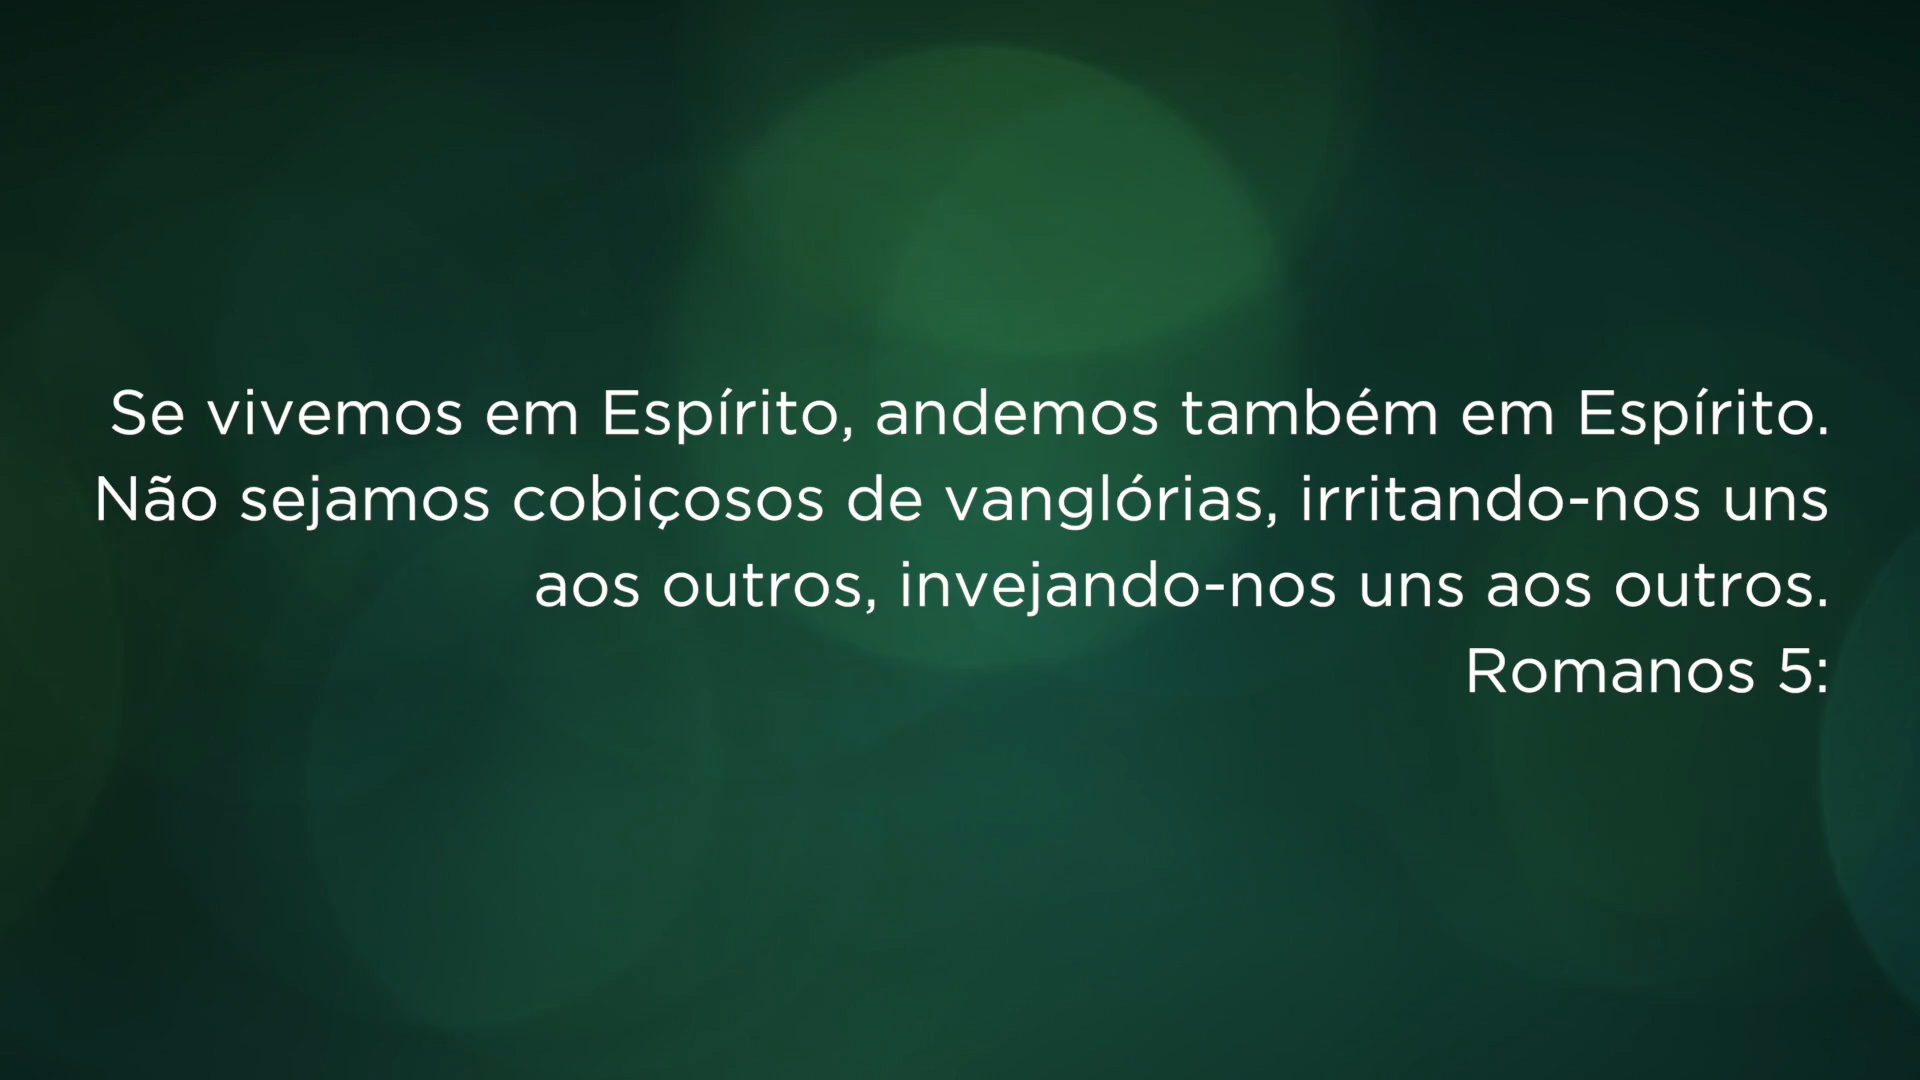 Se vivemos em Espírito, andemos também em Espírito.
Não sejamos cobiçosos de vanglórias, irritando-nos uns
aos outros, invejando-nos uns aos outros.
Romanos 5: